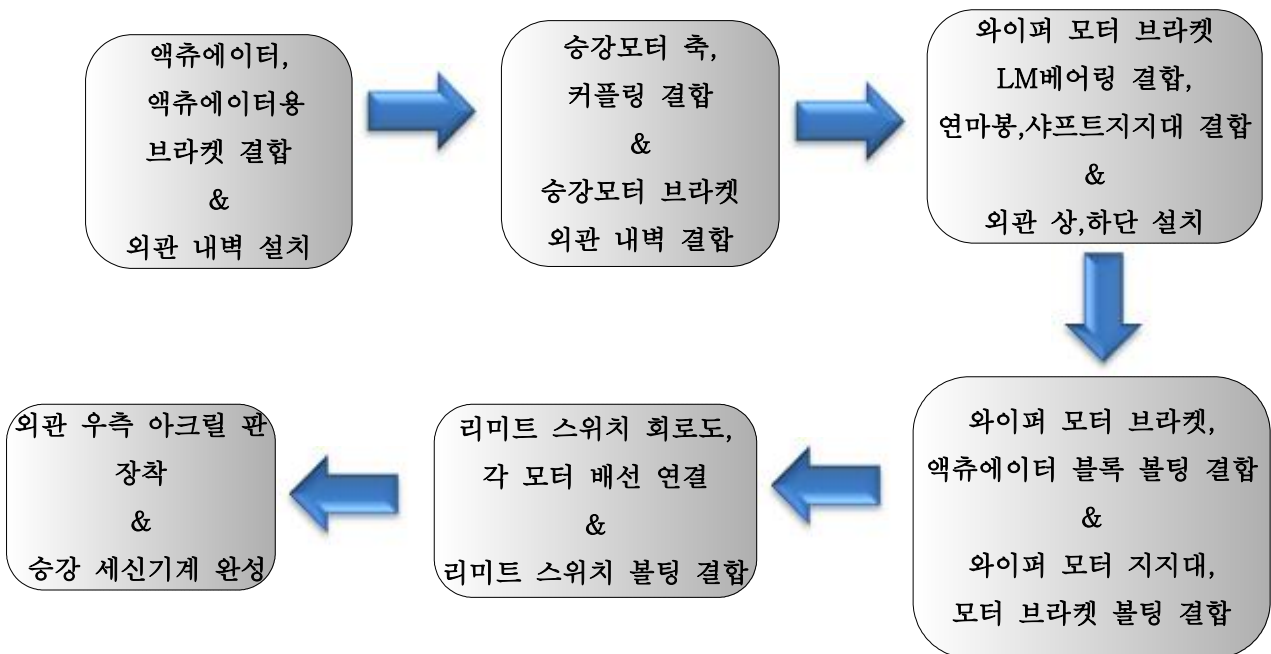 액츄에이터,
액츄에이터용
브라켓 결합
&
외관 내벽 설치
승강모터 축,
커플링 결합
&
승강모터 브라켓
외관 내벽 결합
와이퍼 모터 브라켓
LM베어링 결합,
연마봉,샤프트지지대 결합
&
외관 상,하단 설치
와이퍼 모터 브라켓,
액츄에이터 블록 볼팅 결합
&
와이퍼 모터 지지대,
모터 브라켓 볼팅 결합
리미트 스위치 회로도,
각 모터 배선 연결
&
리미트 스위치 볼팅 결합
외관 우측 아크릴 판
장착
&
승강 세신기계 완성